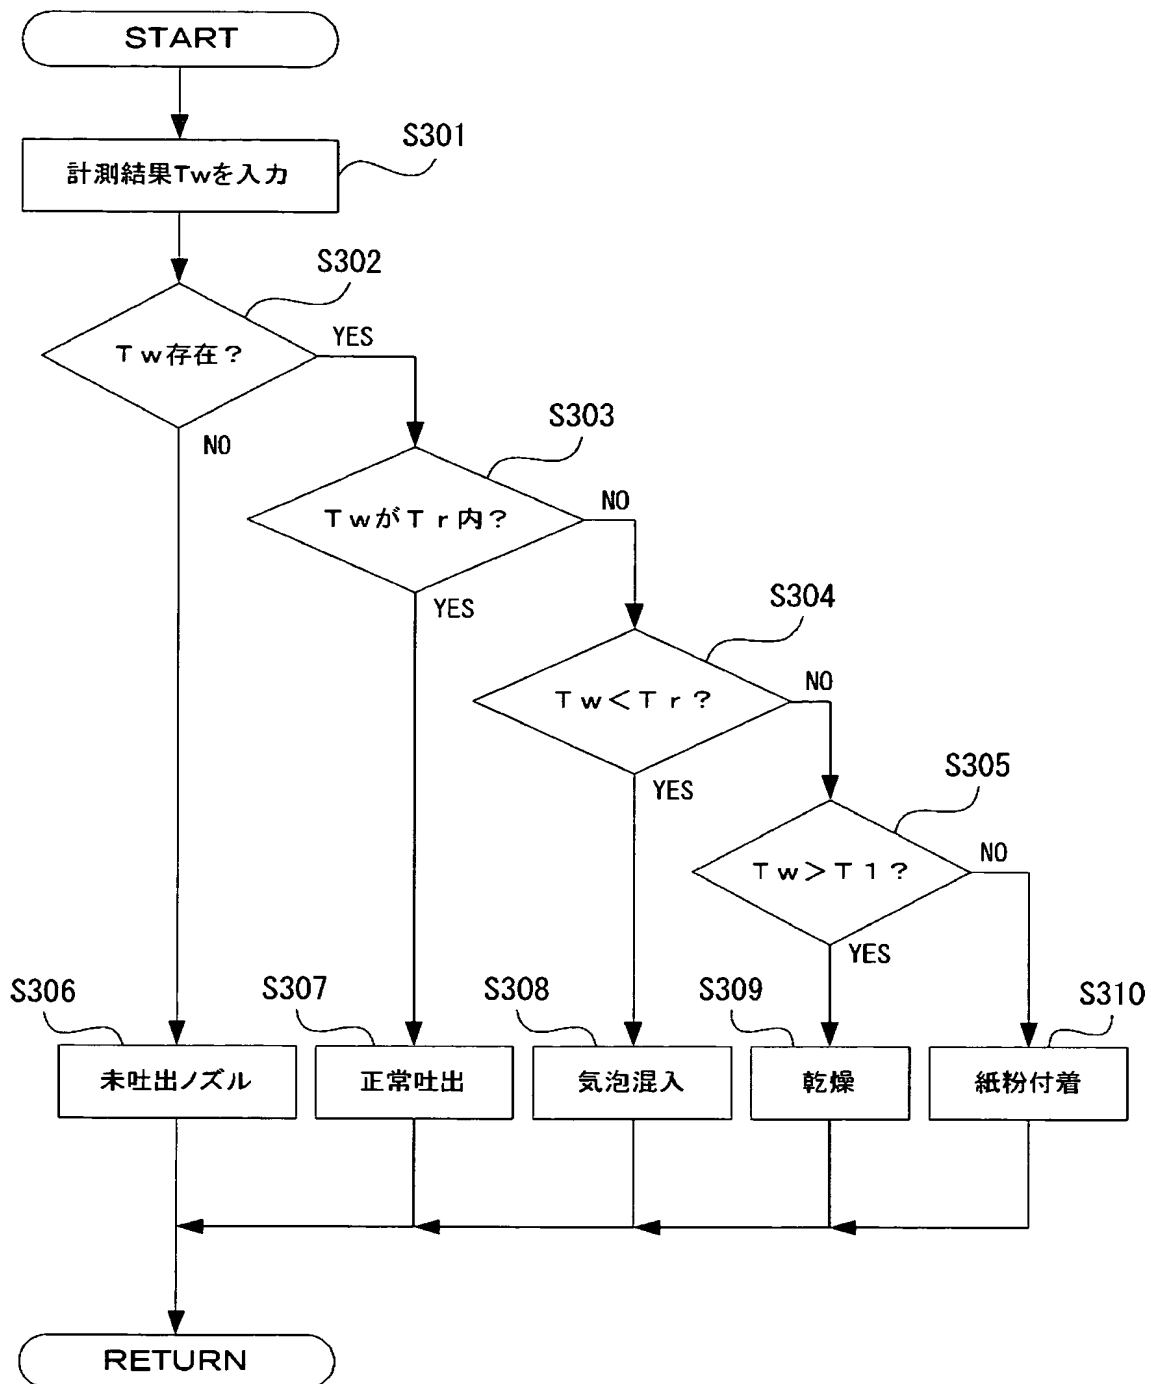 START
S301
計測結果Twを入力
S302
Tw存在?
YES
NO
S303
TwがTr内?
NO
YES
S304
Tw<Tr?
NO
YES
S305
Tw>T1?
NO
YES
S306
未吐出ノズル
S307
正常吐出
S308
気泡混入
S309
乾燥
S310
紙粉付着
RETURN